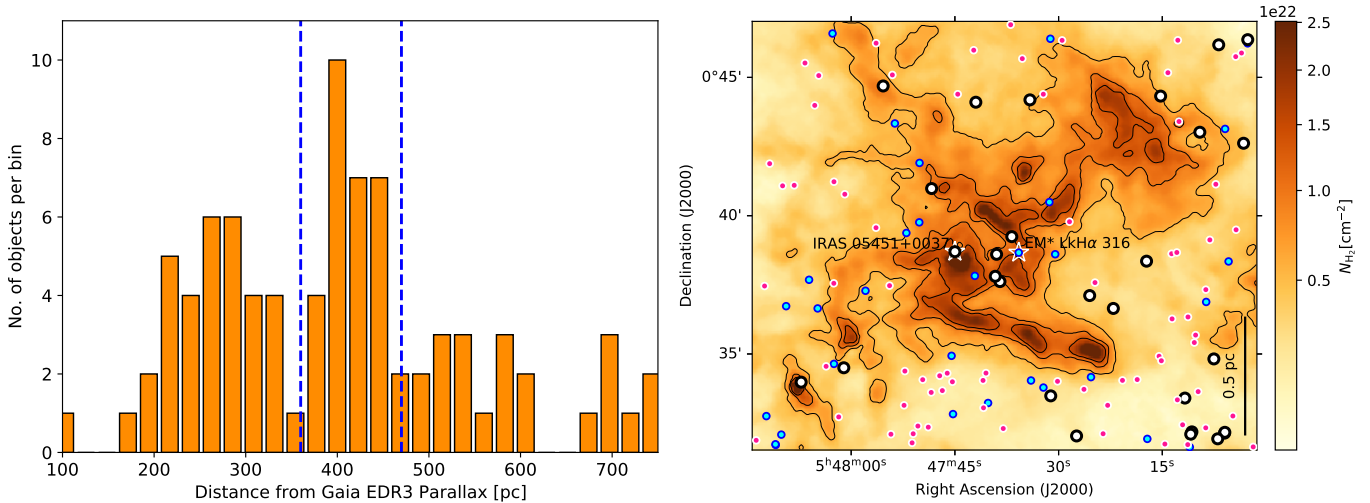 No. of objects per bin
10
8
6
4
2
0
100
200
300
400
500
600
700
Distance from Gaia EDR3 Parallax [pc]
Declination (J2000)
0°45'
40'
35'
IRAS 05451+0037
EM* LkHα 316
0.5 pc
5ʰ48ᵐ00ˢ
47ᵐ45ˢ
30ˢ
15ˢ
Right Ascension (J2000)
1e22
2.5
2.0
1.0
0.5
N_H₂[cm⁻²]